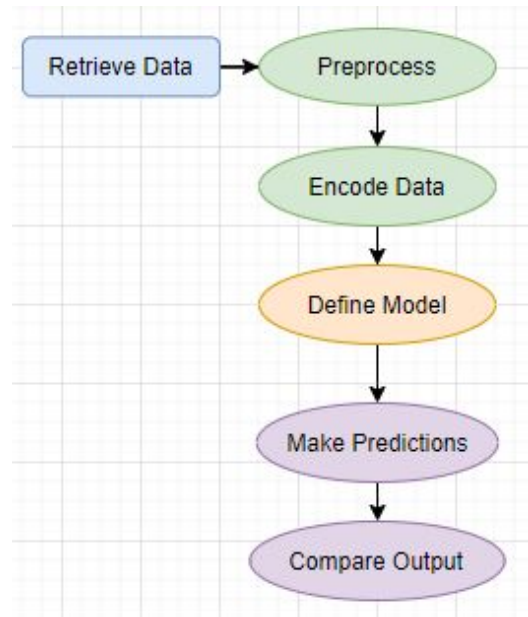 Retrieve Data
Preprocess
Encode Data
Define Model
Make Predictions
Compare Output